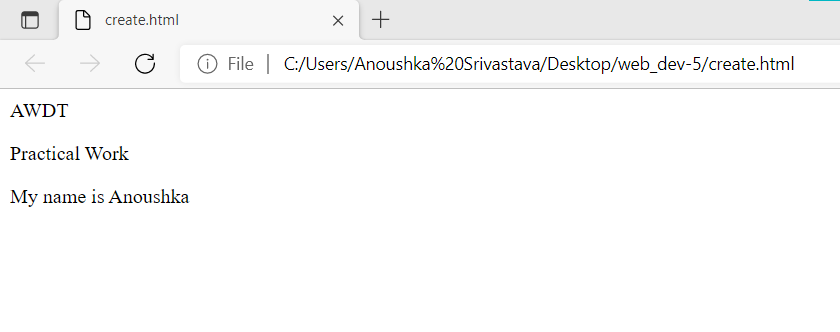 create.html
File | C:/Users/Anoushka%20Srivastava/Desktop/web_dev-5/create.html
AWDT
Practical Work
My name is Anoushka